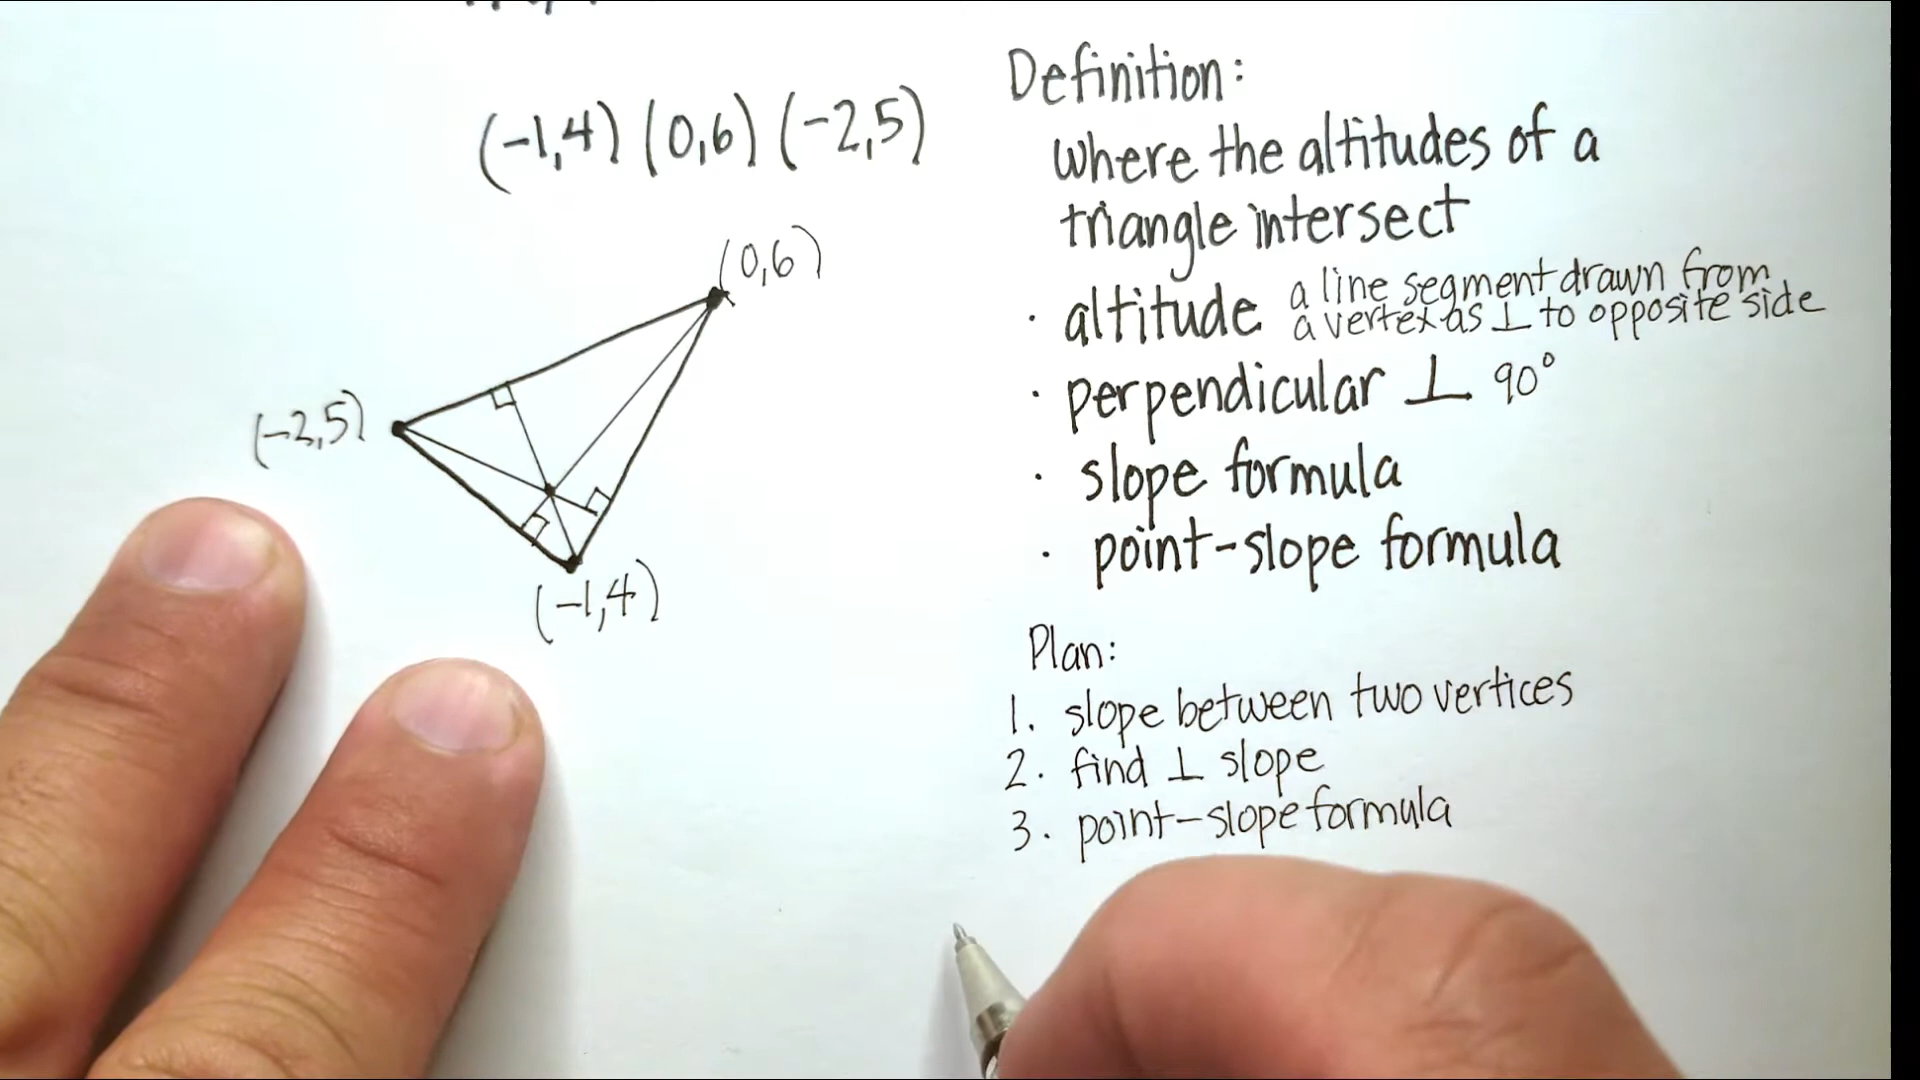 (-1,4) (0,6) (-2,5)
(0,6)
(-2,5)
(-1,4)
Definition:
where the altitudes of a
triangle intersect
· altitude a line segment drawn from
a vertex as ⊥ to opposite side
· perpendicular ⊥ 90°
· slope formula
· point-slope formula
Plan:
1. slope between two vertices
2. find ⊥ slope
3. point-slope formula